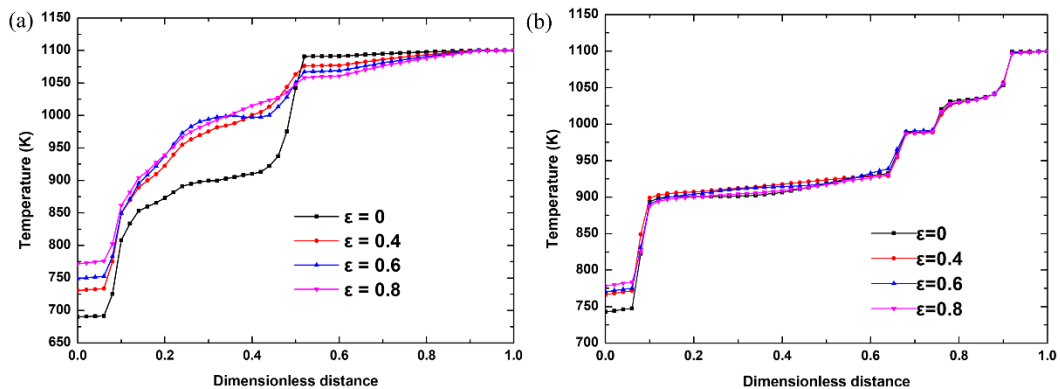 (a)
Temperature (K)
1150
1100
1050
1000
950
900
850
800
750
700
650
ε = 0
ε = 0.4
ε = 0.6
ε = 0.8
0.0 0.2 0.4 0.6 0.8 1.0
Dimensionless distance
(b)
Temperature (K)
1150
1100
1050
1000
950
900
850
800
750
700
ε=0
ε=0.4
ε=0.6
ε=0.8
0.0 0.2 0.4 0.6 0.8 1.0
Dimensionless distance